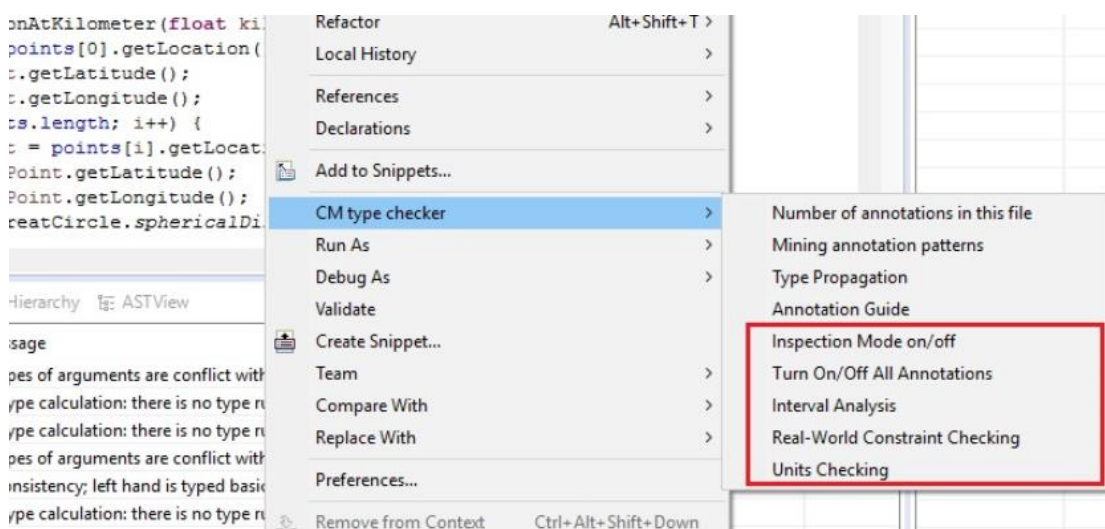 onAtKilometer(float ki
points[0].getLocation(
t.getLatitude();
t.getLongitude();
ts.length; i++) {
t = points[i].getLocat
Point.getLatitude();
Point.getLongitude();
reatCircle.sphericalDi
Hierarchy ASTView
sage
pes of arguments are conflict with
ype calculation: there is no type ru
ype calculation: there is no type ru
pes of arguments are conflict with
onsistency; left hand is typed basic
ype calculation: there is no type ru
Refactor Alt+Shift+T >
Local History >
References >
Declarations >
Add to Snippets...
CM type checker >
Run As >
Debug As >
Validate
Create Snippet...
Team >
Compare With >
Replace With >
Preferences...
Remove from Context Ctrl+Alt+Shift+Down
Number of annotations in this file
Mining annotation patterns
Type Propagation
Annotation Guide
Inspection Mode on/off
Turn On/Off All Annotations
Interval Analysis
Real-World Constraint Checking
Units Checking